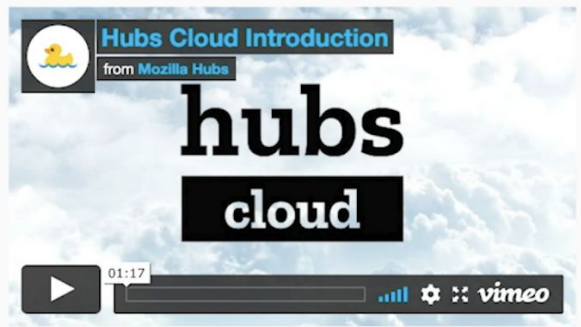 Hubs Cloud Introduction
from Mozilla Hubs
hubs
cloud
01:17
vimeo